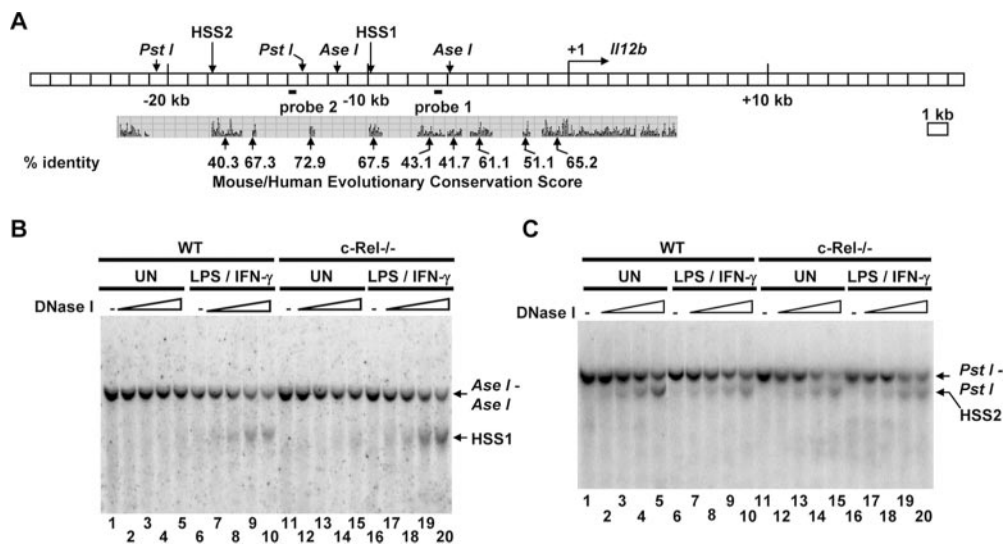 A
HSS2 HSS1
Pst I Pst I Ase I Ase I +1 Il12b
-20 kb -10 kb +10 kb
probe 2 probe 1
1 kb
% identity 40.3 67.3 72.9 67.5 43.1 41.7 61.1 51.1 65.2
Mouse/Human Evolutionary Conservation Score
B
WT c-Rel-/-
UN LPS / IFN-γ UN LPS / IFN-γ
DNase I - - - -
Ase I -
Ase I
HSS1
1 3 5 7 9 11 13 15 17 19
2 4 6 8 10 12 14 16 18 20
C
WT c-Rel-/-
UN LPS / IFN-γ UN LPS / IFN-γ
DNase I - - - -
Pst I -
Pst I
HSS2
1 3 5 7 9 11 13 15 17 19
2 4 6 8 10 12 14 16 18 20